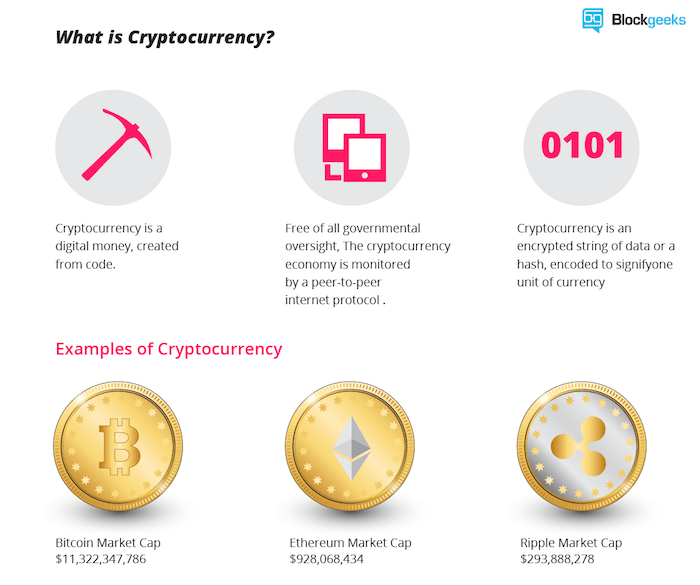 Blockgeeks
What is Cryptocurrency?
0101
Cryptocurrency is a
digital money, created
from code.
Free of all governmental
oversight, The cryptocurrency
economy is monitored
by a peer-to-peer
internet protocol .
Cryptocurrency is an
encrypted string of data or a
hash, encoded to signifyone
unit of currency
Examples of Cryptocurrency
Bitcoin Market Cap
$11,322,347,786
Ethereum Market Cap
$928,068,434
Ripple Market Cap
$293,888,278